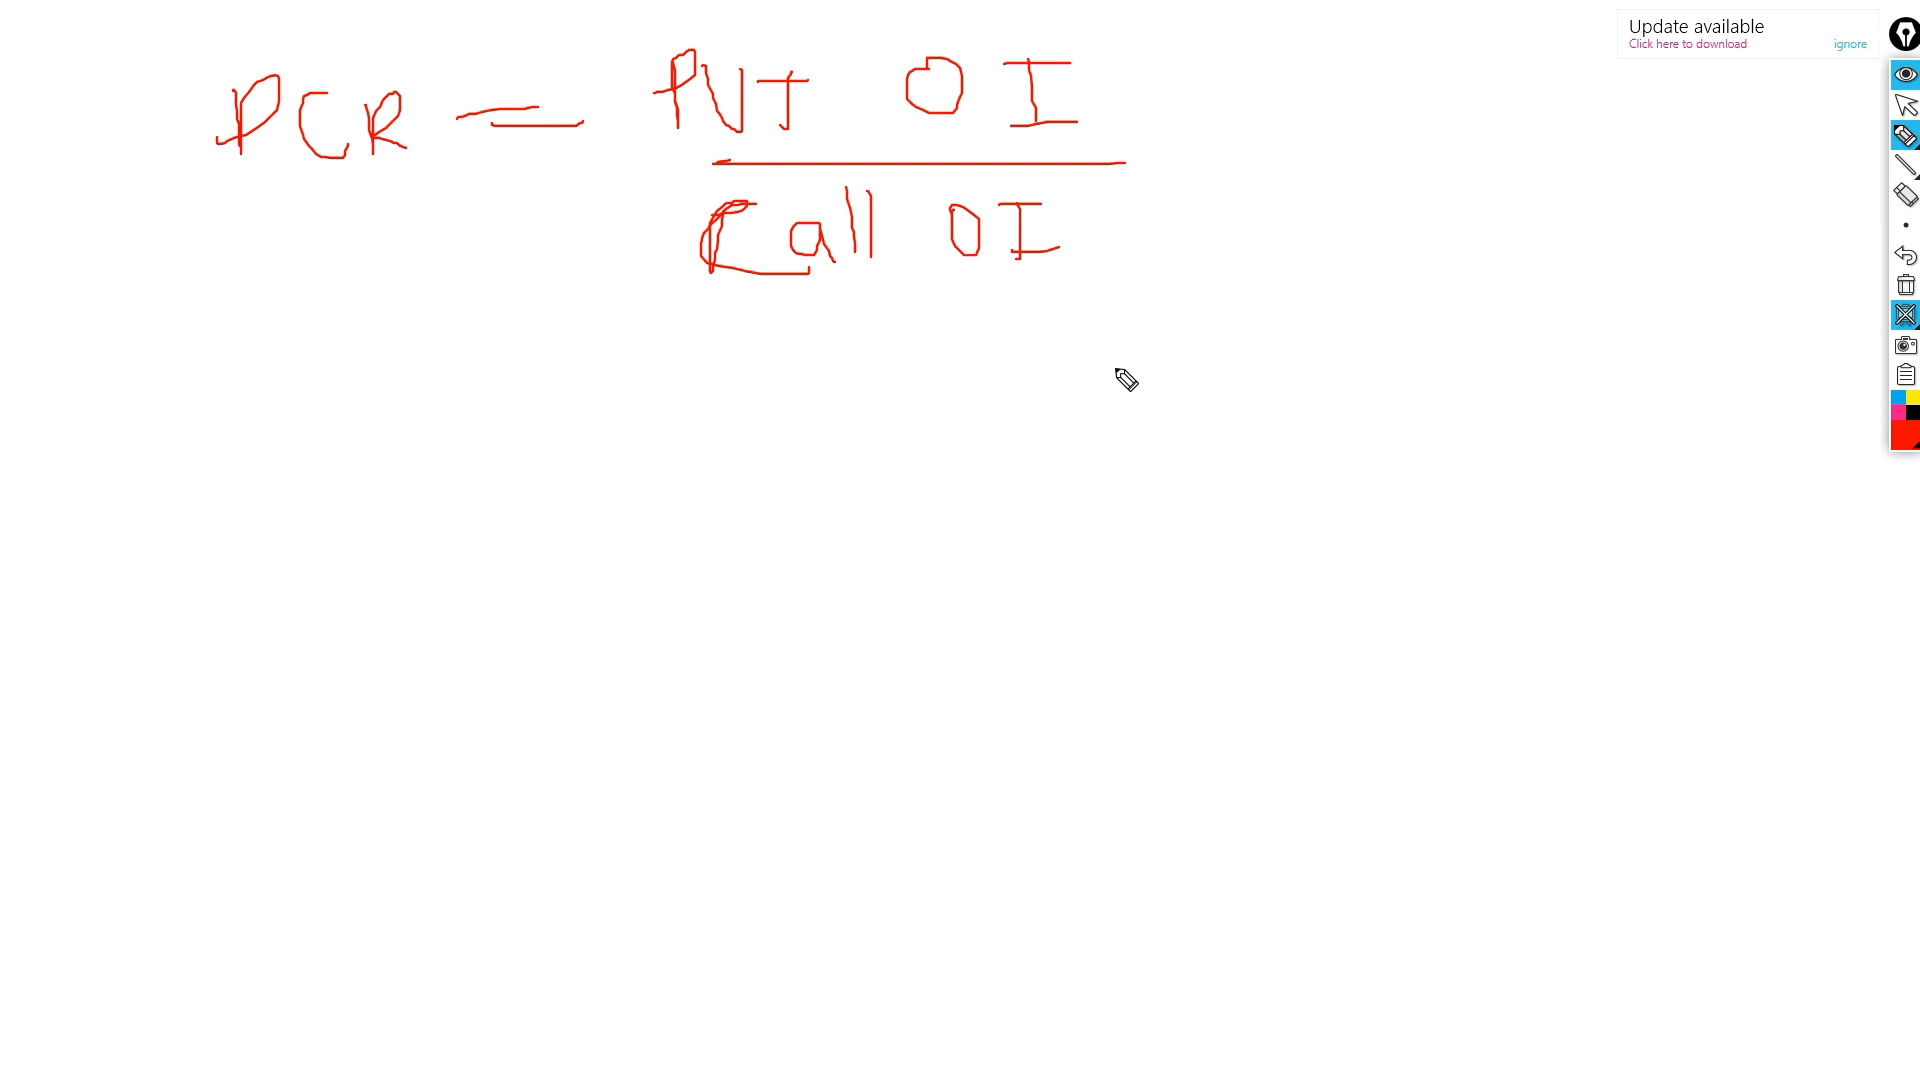 Update available
Click here to download ignore
PCR = PUT OI
Call OI